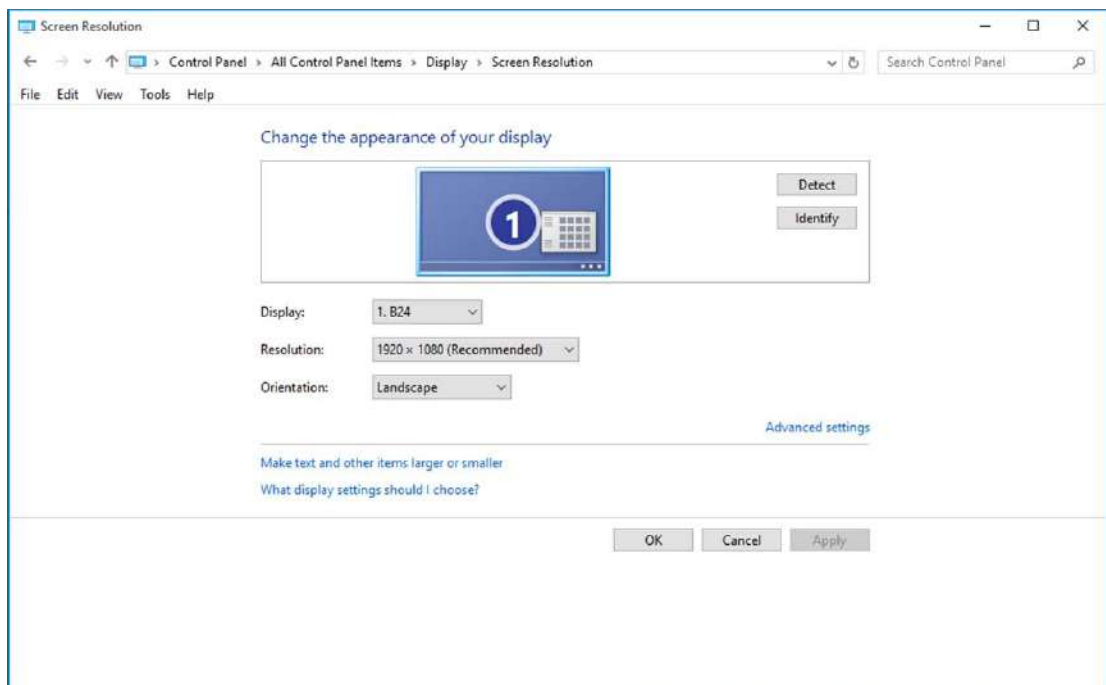 Screen Resolution
Control Panel > All Control Panel Items > Display > Screen Resolution
Search Control Panel
File Edit View Tools Help
Change the appearance of your display
1
Detect
Identify
Display: 1. B24
Resolution: 1920 × 1080 (Recommended)
Orientation: Landscape
Advanced settings
Make text and other items larger or smaller
What display settings should I choose?
OK Cancel Apply